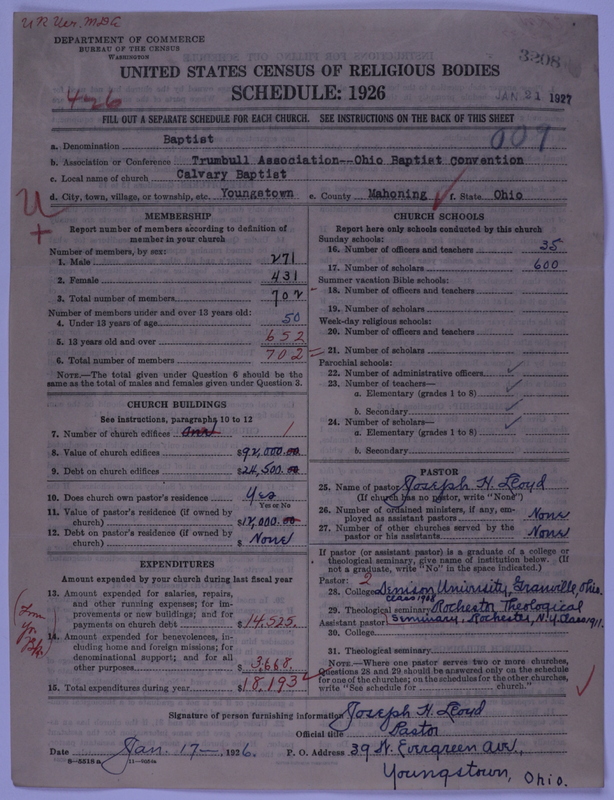 U.R. Ver. M.D.A.
DEPARTMENT OF COMMERCE
BUREAU OF THE CENSUS
WASHINGTON
3208
UNITED STATES CENSUS OF RELIGIOUS BODIES
SCHEDULE: 1926
426
JAN 21 1927
FILL OUT A SEPARATE SCHEDULE FOR EACH CHURCH. SEE INSTRUCTIONS ON THE BACK OF THIS SHEET
007
a. Denomination Baptist
b. Association or Conference Trumbull Association--Ohio Baptist Convention
c. Local name of church Calvary Baptist
d. City, town, village, or township, etc. Youngstown e. County Mahoning f. State Ohio
U
+
MEMBERSHIP
Report number of members according to definition of
member in your church
Number of members, by sex:
1. Male 271
2. Female 431
3. Total number of members 702
Number of members under and over 13 years old:
4. Under 13 years of age 50
5. 13 years old and over 652
6. Total number of members 702
NOTE.—The total given under Question 6 should be
the same as the total of males and females given under Question 3.
CHURCH BUILDINGS
See instructions, paragraphs 10 to 12
7. Number of church edifices One 1
8. Value of church edifices $92,000.00
9. Debt on church edifices $24,500.00
10. Does church own pastor's residence Yes
Yes or No
11. Value of pastor's residence (if owned by
church) $12,000.00
12. Debt on pastor's residence (if owned by
church) $ None
EXPENDITURES
Amount expended by your church during last fiscal year
13. Amount expended for salaries, repairs,
and other running expenses; for im-
provements or new buildings; and for
payments on church debt $14,525.
14. Amount expended for benevolences, in-
cluding home and foreign missions; for
denominational support; and for all
other purposes $3,668.
15. Total expenditures during year $18,193
CHURCH SCHOOLS
Report here only schools conducted by this church
Sunday schools:
16. Number of officers and teachers 35
17. Number of scholars 600
Summer vacation Bible schools:
18. Number of officers and teachers
19. Number of scholars
Week-day religious schools:
20. Number of officers and teachers
21. Number of scholars
Parochial schools:
22. Number of administrative officers
23. Number of teachers—
a. Elementary (grades 1 to 8)
b. Secondary
24. Number of scholars—
a. Elementary (grades 1 to 8)
b. Secondary
PASTOR
25. Name of pastor Joseph H. Lloyd
(If church has no pastor, write "None")
26. Number of ordained ministers, if any, em-
ployed as assistant pastors None
27. Number of other churches served by the
pastor or his assistants None
If pastor (or assistant pastor) is a graduate of a college or
theological seminary, give name of institution below. (If
not a graduate, write "No" in the space indicated.)
Pastor: 2
28. College Denison University, Granville, Ohio.
Class 1908
29. Theological seminary Rochester Theological
Assistant pastor: Seminary, Rochester, N.Y. Class 1911.
30. College
31. Theological seminary
NOTE.—Where one pastor serves two or more churches,
Questions 28 and 29 should be answered only on the schedule
for one of the churches; on the schedules for the other churches,
write "See schedule for church."
Signature of person furnishing information Joseph H. Lloyd
Official title Pastor
Date Jan. 17 1926. P. O. Address 39 W. Evergreen Ave.,
8—5518a 11—9054a
Youngstown, Ohio.